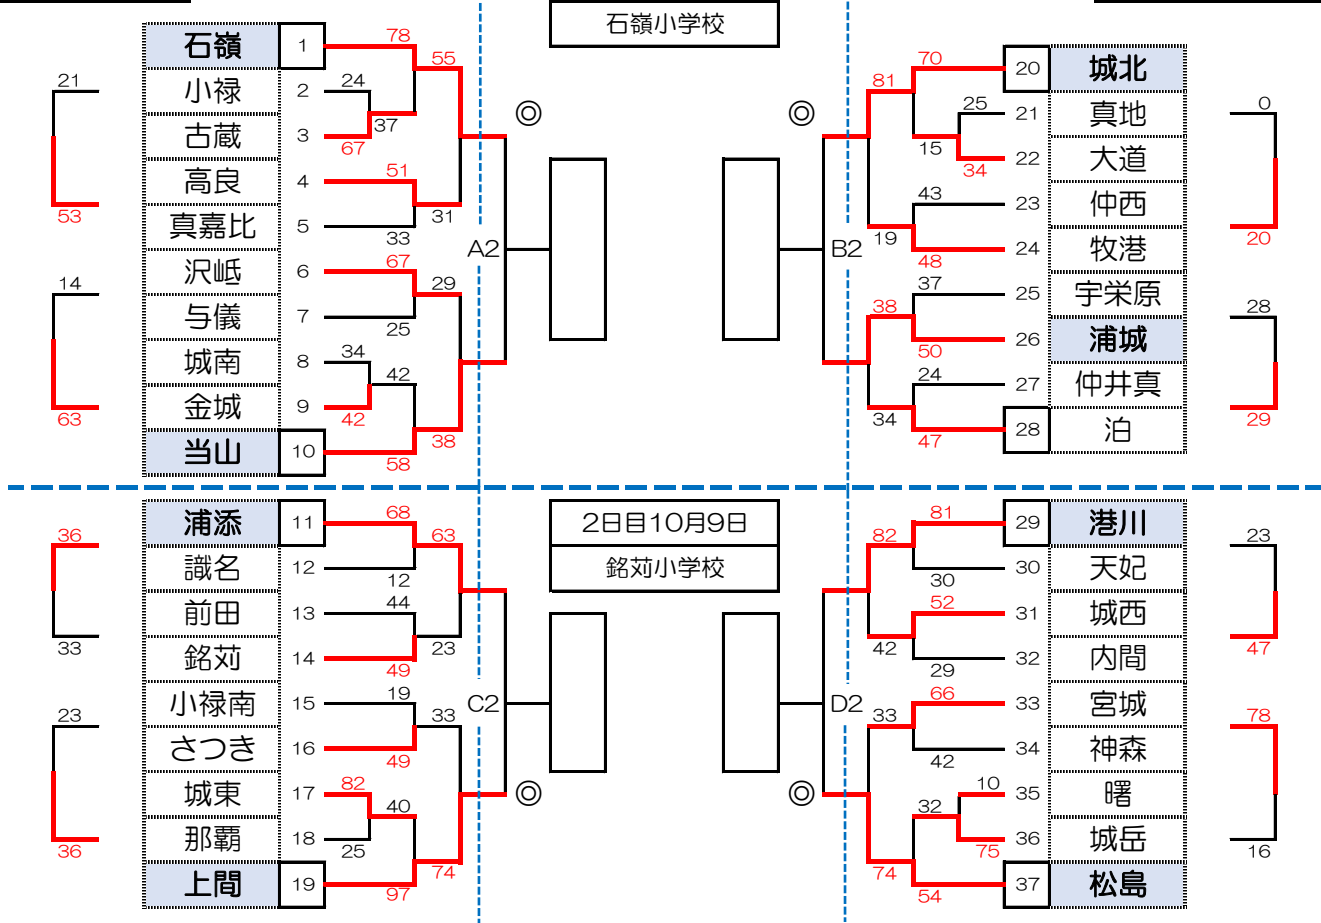 石嶺小学校
78
石嶺 1
55
21
小禄 2
24
古蔵 3
37
67
高良 4
51
53
真嘉比 5
31
33
A2
沢岻 6
67
14
29
与儀 7
25
城南 8
34
42
金城 9
42
63
当山 10
38
58
◎
70
20 城北
81
25
0
21 真地
15
22 大道
34
43
23 仲西
19
20
24 牧港
48
B2
37
25 宇栄原
38
28
26 浦城
50
24
27 仲井真
34
29
28 泊
47
◎
2日目10月9日
銘苅小学校
68
浦添 11
36
63
識名 12
12
44
前田 13
33
23
銘苅 14
49
19
小禄南 15
C2
23
33
さつき 16
49
82
城東 17
40
那覇 18
25
36
74
上間 19
97
◎
81
29 港川
82
23
30 天妃
30
52
31 城西
42
47
32 内間
29
66
33 宮城
D2
33
78
34 神森
42
10
35 曙
32
36 城岳
75
16
74
37 松島
54
◎